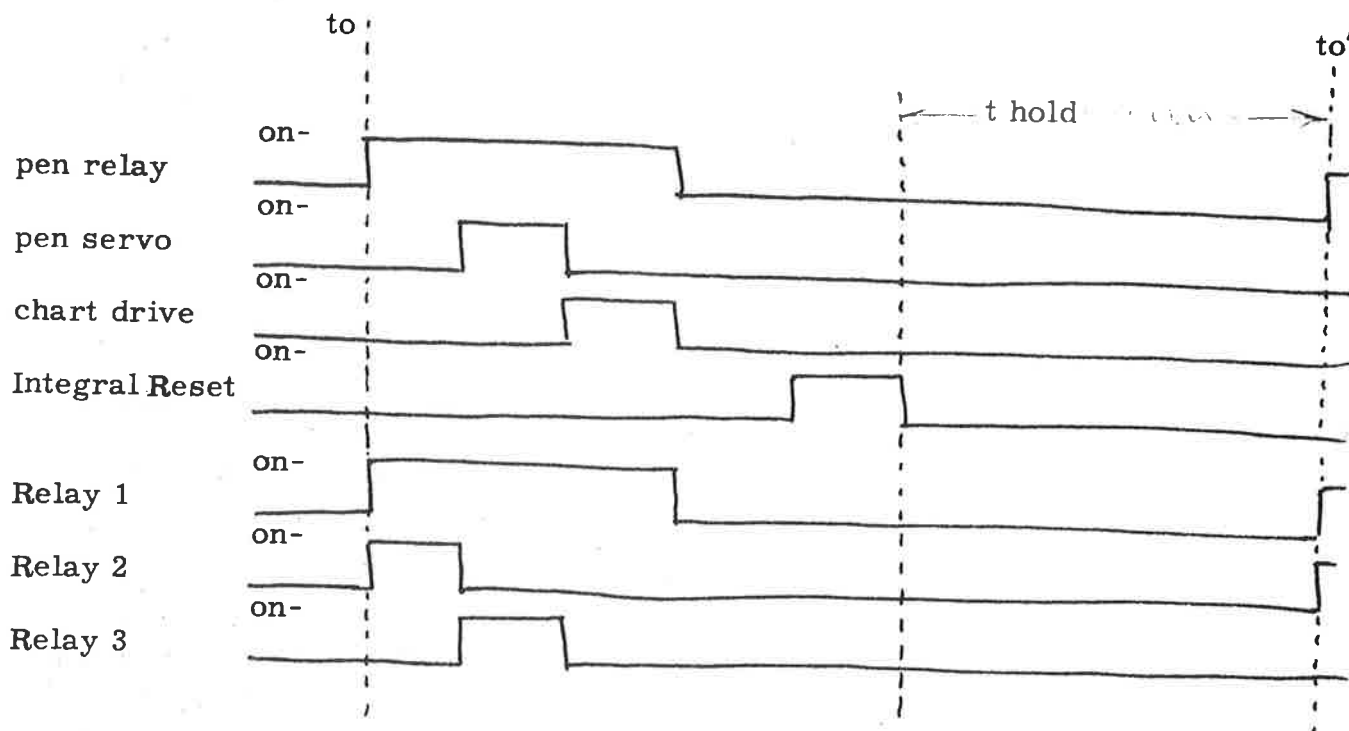 to
to'
t hold
on-
pen relay
on-
pen servo
on-
chart drive
on-
Integral Reset
on-
Relay 1
on-
Relay 2
on-
Relay 3